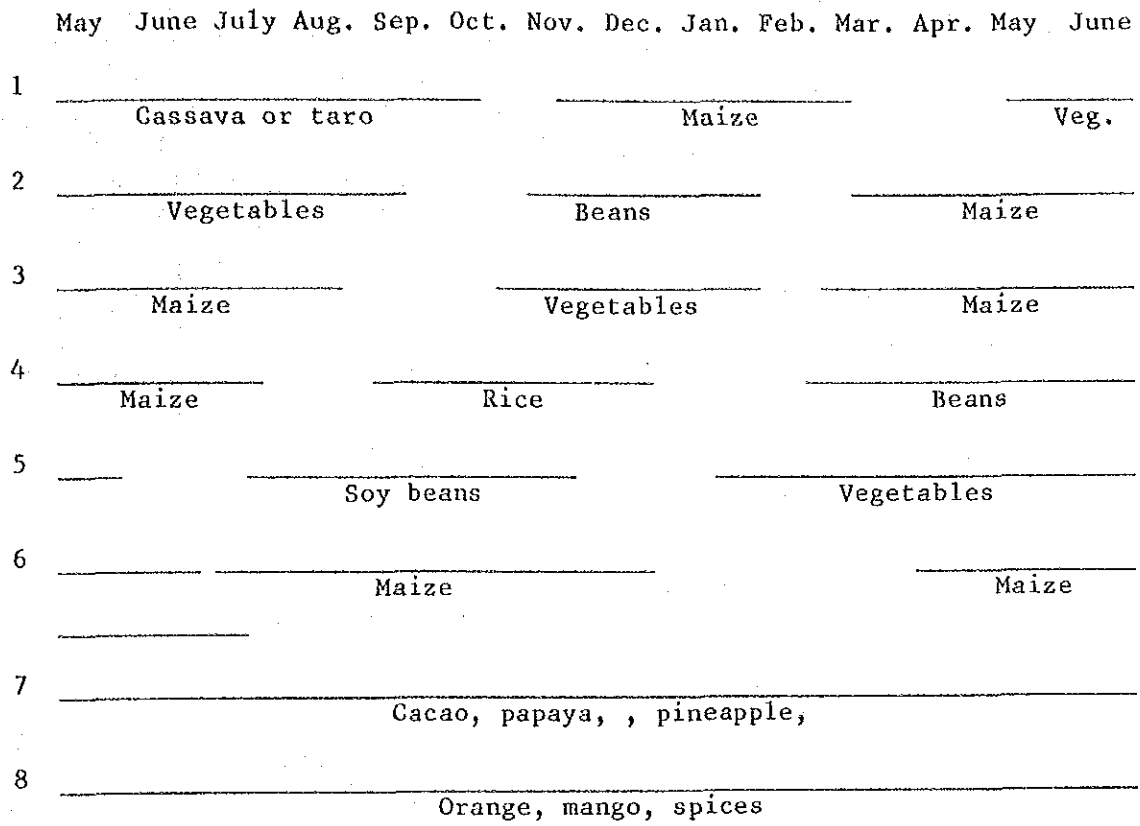 May June July Aug. Sep. Oct. Nov. Dec. Jan. Feb. Mar. Apr. May June
1
Cassava or taro Maize Veg.
2
Vegetables Beans Maize
3
Maize Vegetables Maize
4
Maize Rice Beans
5
Soy beans Vegetables
6
Maize Maize
7
Cacao, papaya, , pineapple,
8
Orange, mango, spices